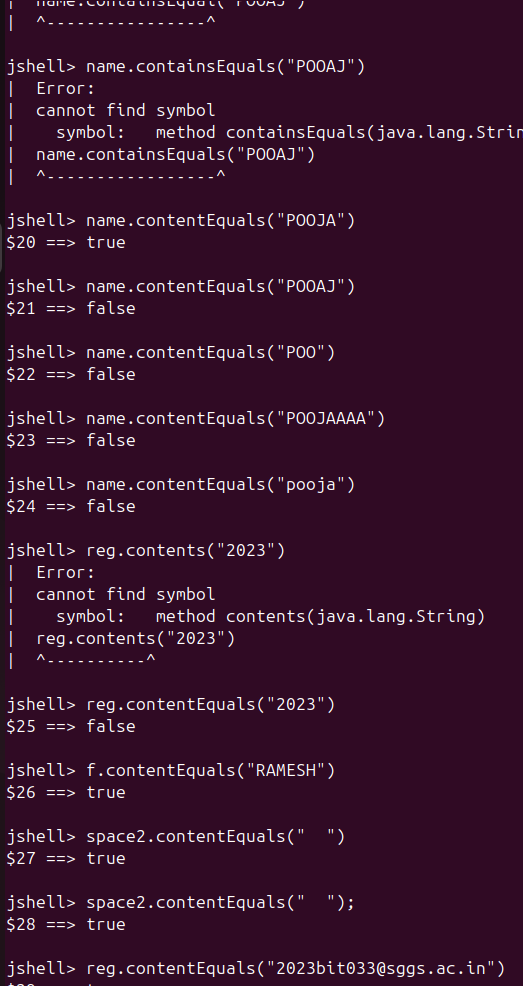 |  name.containsEqual("POOAJ")
|  ^----------------^

jshell> name.containsEquals("POOAJ")
|  Error:
|  cannot find symbol
|    symbol:   method containsEquals(java.lang.Strin
|  name.containsEquals("POOAJ")
|  ^-----------------^

jshell> name.contentEquals("POOJA")
$20 ==> true

jshell> name.contentEquals("POOAJ")
$21 ==> false

jshell> name.contentEquals("POO")
$22 ==> false

jshell> name.contentEquals("POOJAAAA")
$23 ==> false

jshell> name.contentEquals("pooja")
$24 ==> false

jshell> reg.contents("2023")
|  Error:
|  cannot find symbol
|    symbol:   method contents(java.lang.String)
|  reg.contents("2023")
|  ^----------^

jshell> reg.contentEquals("2023")
$25 ==> false

jshell> f.contentEquals("RAMESH")
$26 ==> true

jshell> space2.contentEquals("  ")
$27 ==> true

jshell> space2.contentEquals("  ");
$28 ==> true

jshell> reg.contentEquals("2023bit033@sggs.ac.in")